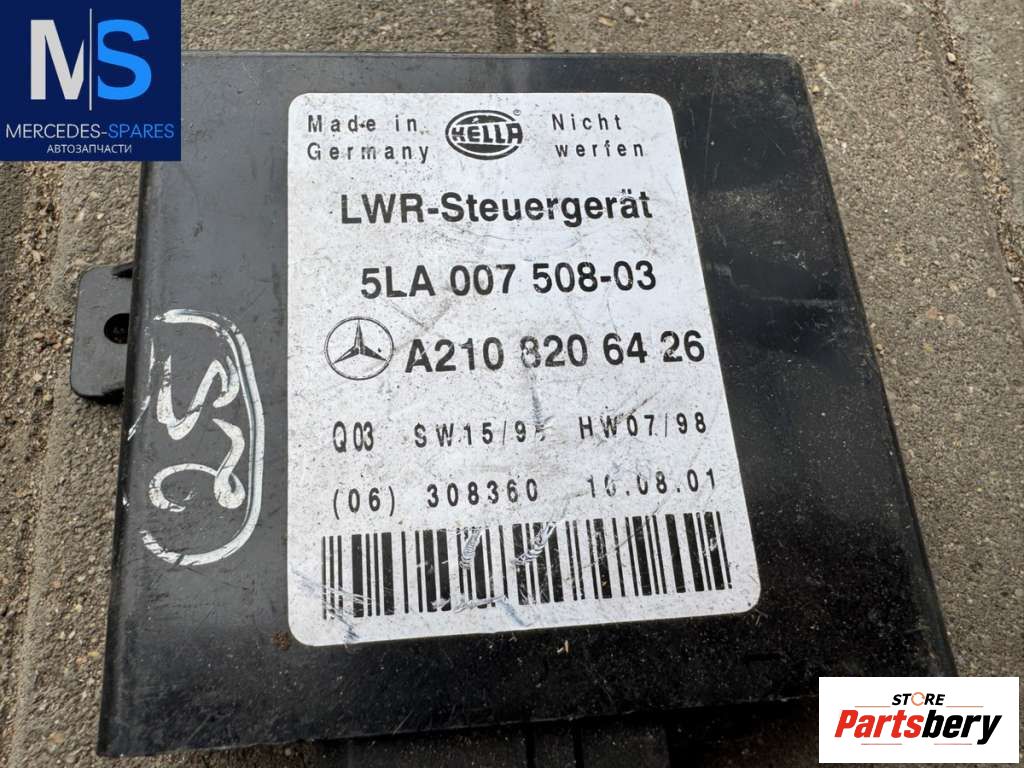 MS
MERCEDES-SPARES
АВТОЗАПЧАСТИ
Made in Germany
HELLA
Nicht werfen
LWR-Steuergerät
5LA 007 508-03
A210 820 64 26
Q03 HW07/98
(06) 308360
STORE
Partsbery